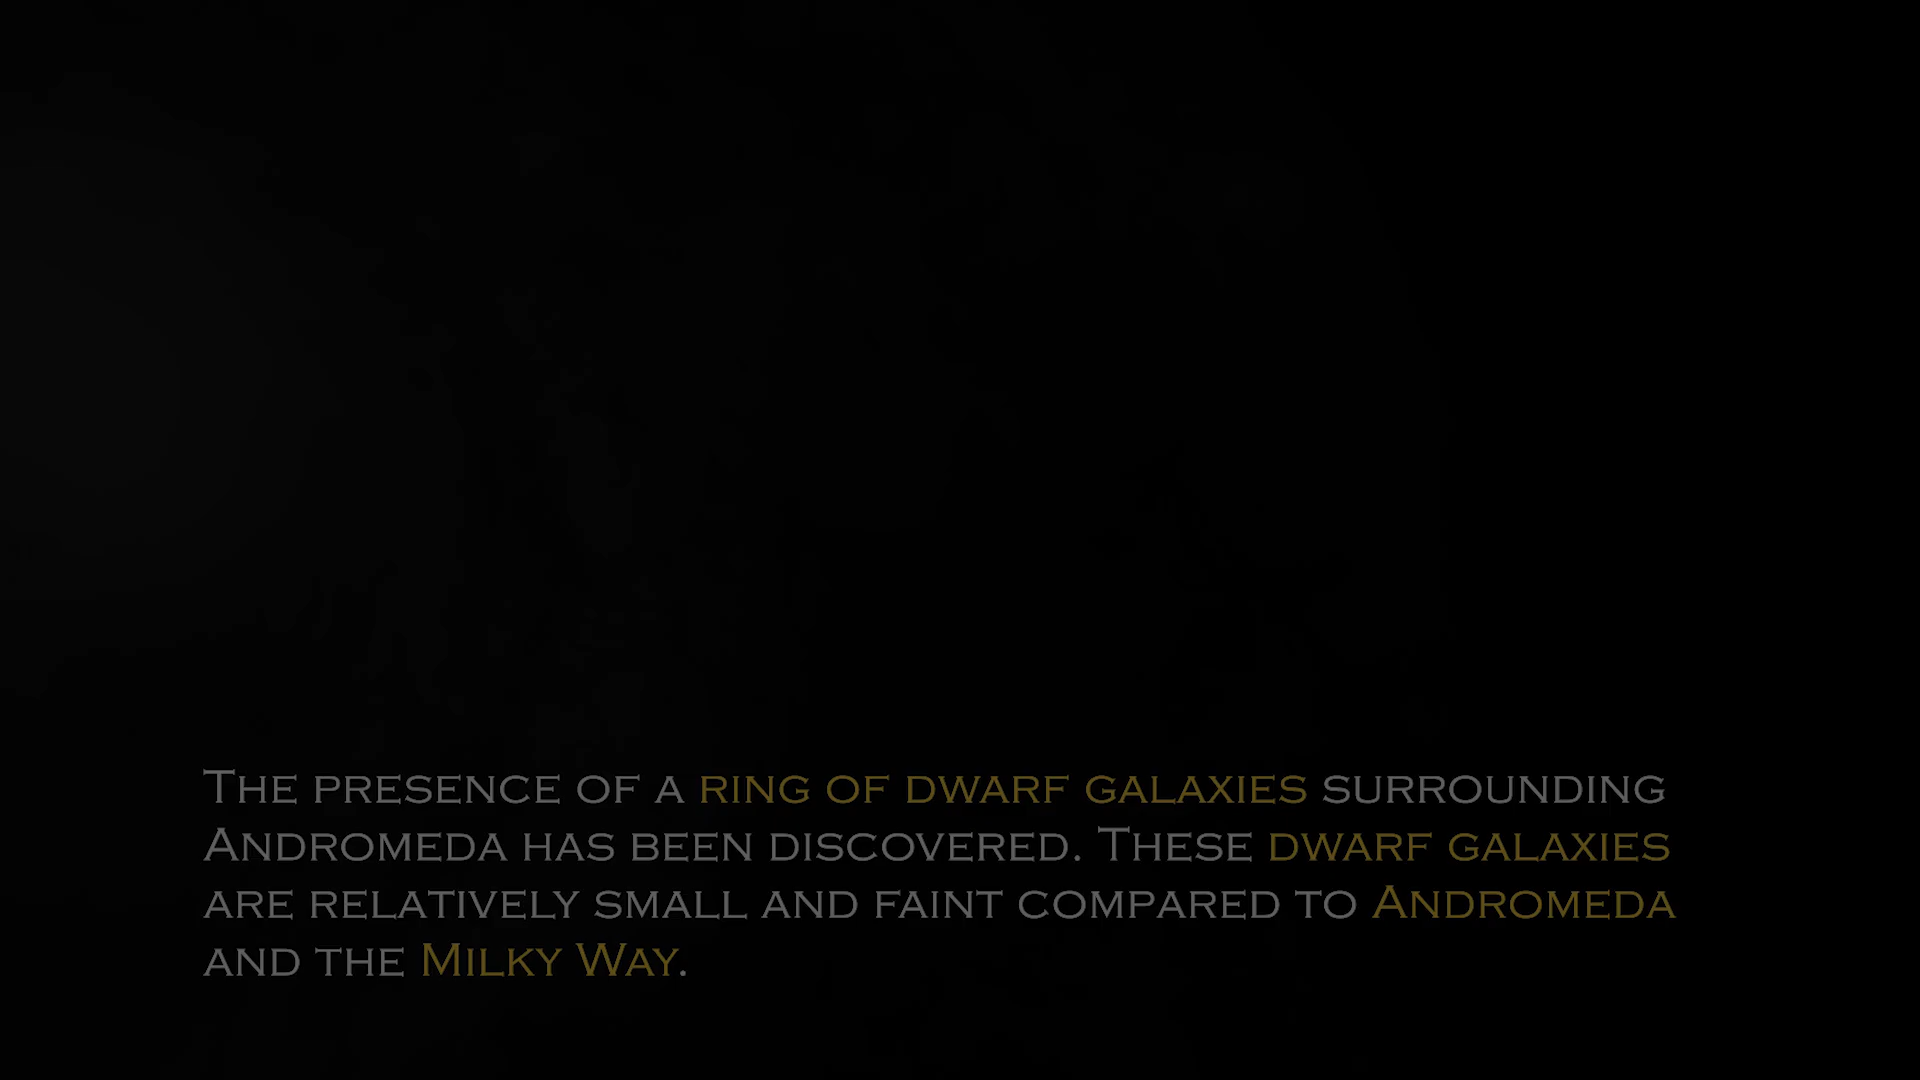 The presence of a ring of dwarf galaxies surrounding
Andromeda has been discovered. These dwarf galaxies
are relatively small and faint compared to Andromeda
and the Milky Way.